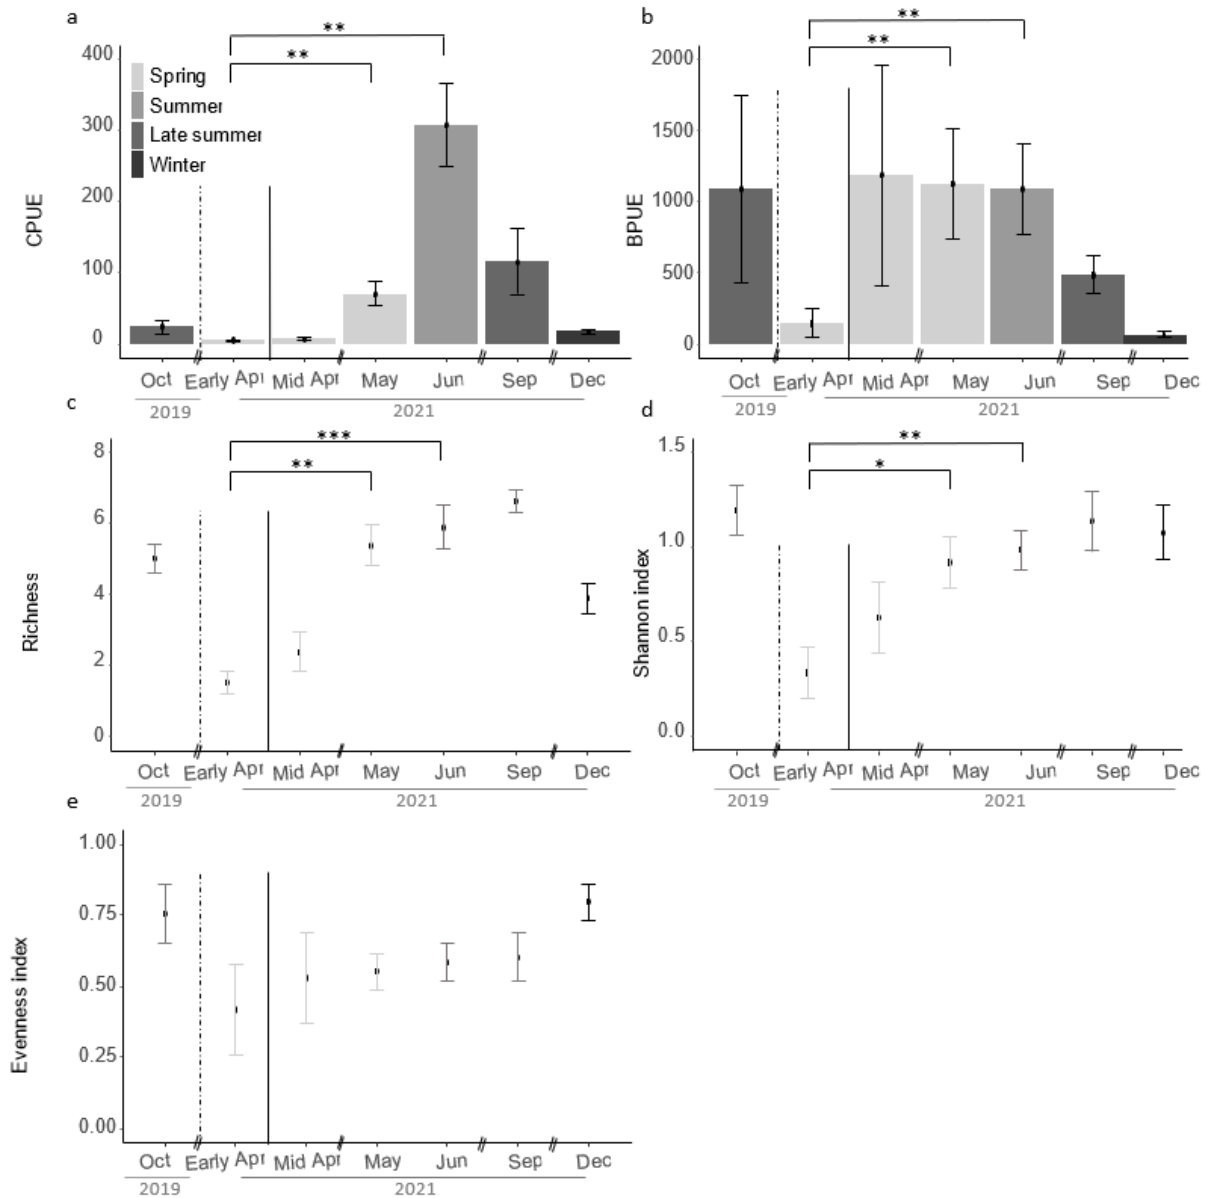 a
** 
**
400
300
200
100
0
CPUE
Spring
Summer
Late summer
Winter
Oct Early Apr Mid Apr May Jun Sep Dec
2019 2021
b
**
**
2000
1500
1000
500
0
BPUE
Oct Early Apr Mid Apr May Jun Sep Dec
2019 2021
c
***
**
8
6
4
2
0
Richness
Oct Early Apr Mid Apr May Jun Sep Dec
2019 2021
d
**
*
1.5
1.0
0.5
0.0
Shannon index
Oct Early Apr Mid Apr May Jun Sep Dec
2019 2021
e
1.00
0.75
0.50
0.25
0.00
Evenness index
Oct Early Apr Mid Apr May Jun Sep Dec
2019 2021